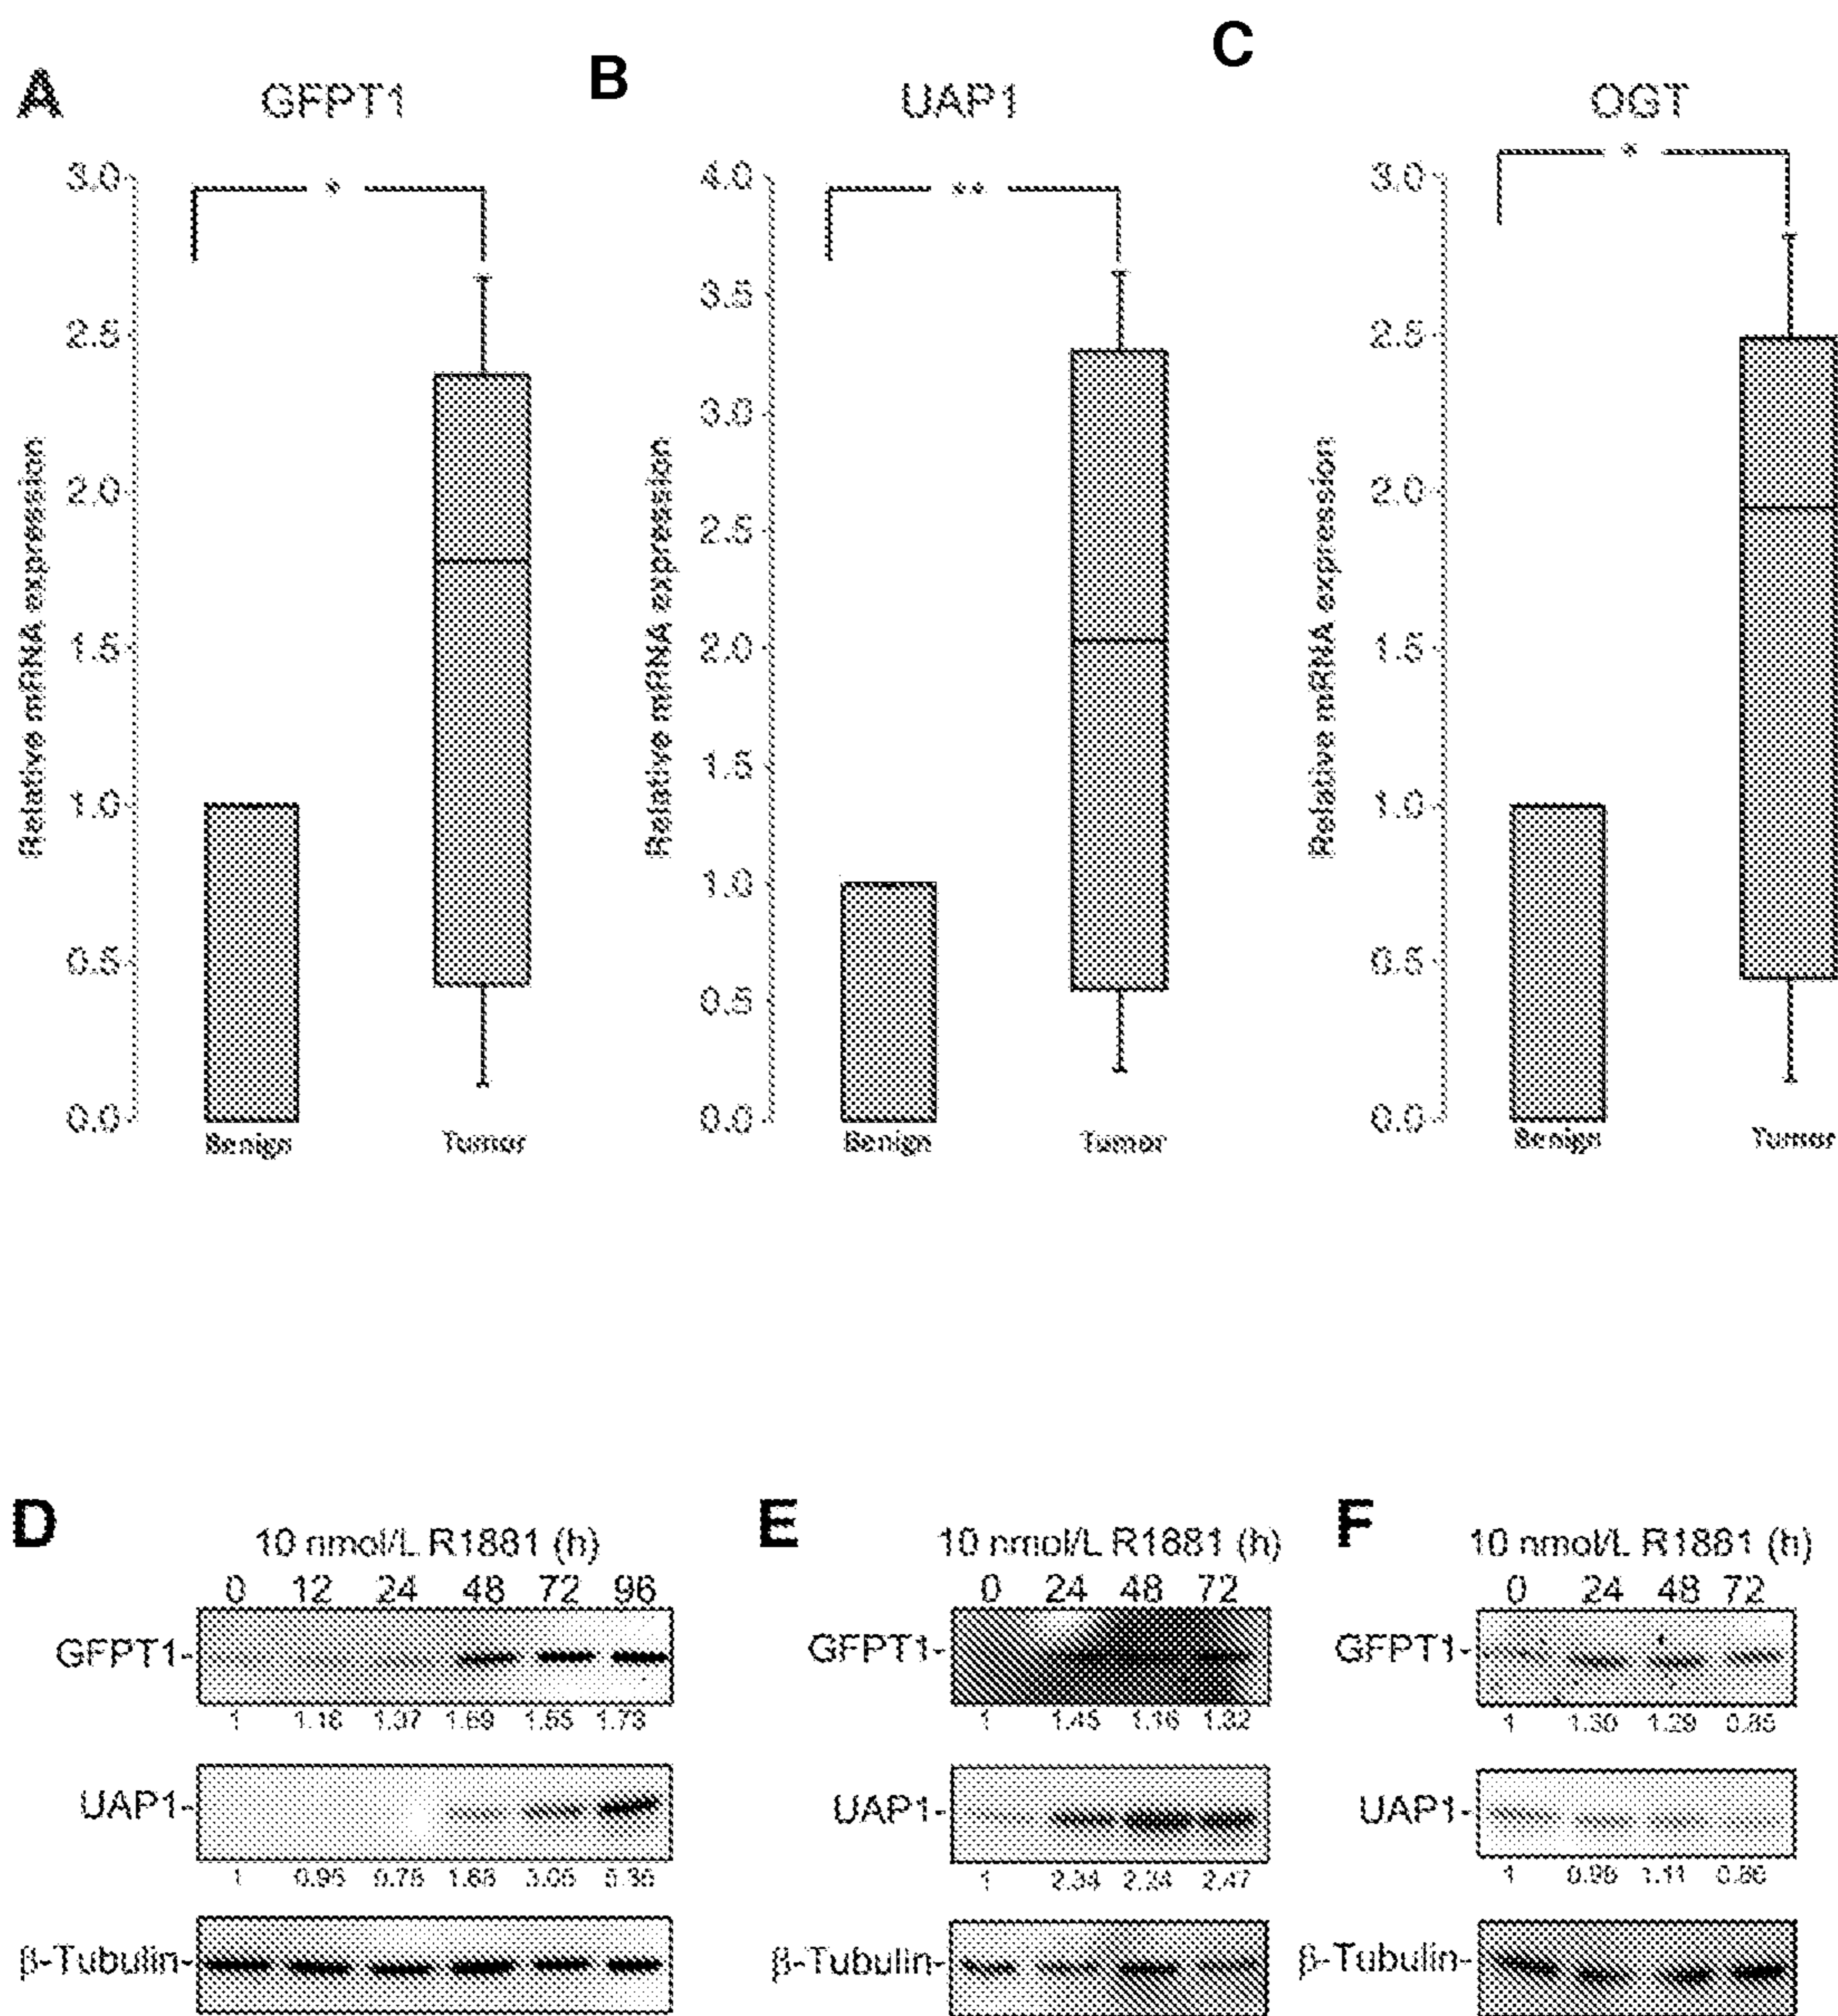 A
GFPT1
3.0
2.5
2.0
1.5
1.0
0.5
0.0
Relative mRNA expression
*
Benign
Tumor
B
UAP1
4.0
3.5
3.0
2.5
2.0
1.5
1.0
0.5
0.0
Relative mRNA expression
**
Benign
Tumor
C
OGT
3.0
2.5
2.0
1.5
1.0
0.5
0.0
Relative mRNA expression
*
Benign
Tumor
D
10 nmol/L R1881 (h)
0 12 24 48 72 96
GFPT1-
1 1.16 1.37 1.69 1.55 1.73
UAP1-
1 0.95 0.75 1.68 3.05 5.35
β-Tubulin-
E
10 nmol/L R1881 (h)
0 24 48 72
GFPT1-
1 1.45 1.16 1.32
UAP1-
1 2.34 2.34 2.47
β-Tubulin-
F
10 nmol/L R1881 (h)
0 24 48 72
GFPT1-
1 1.30 1.29 0.85
UAP1-
1 0.98 1.11 0.86
β-Tubulin-